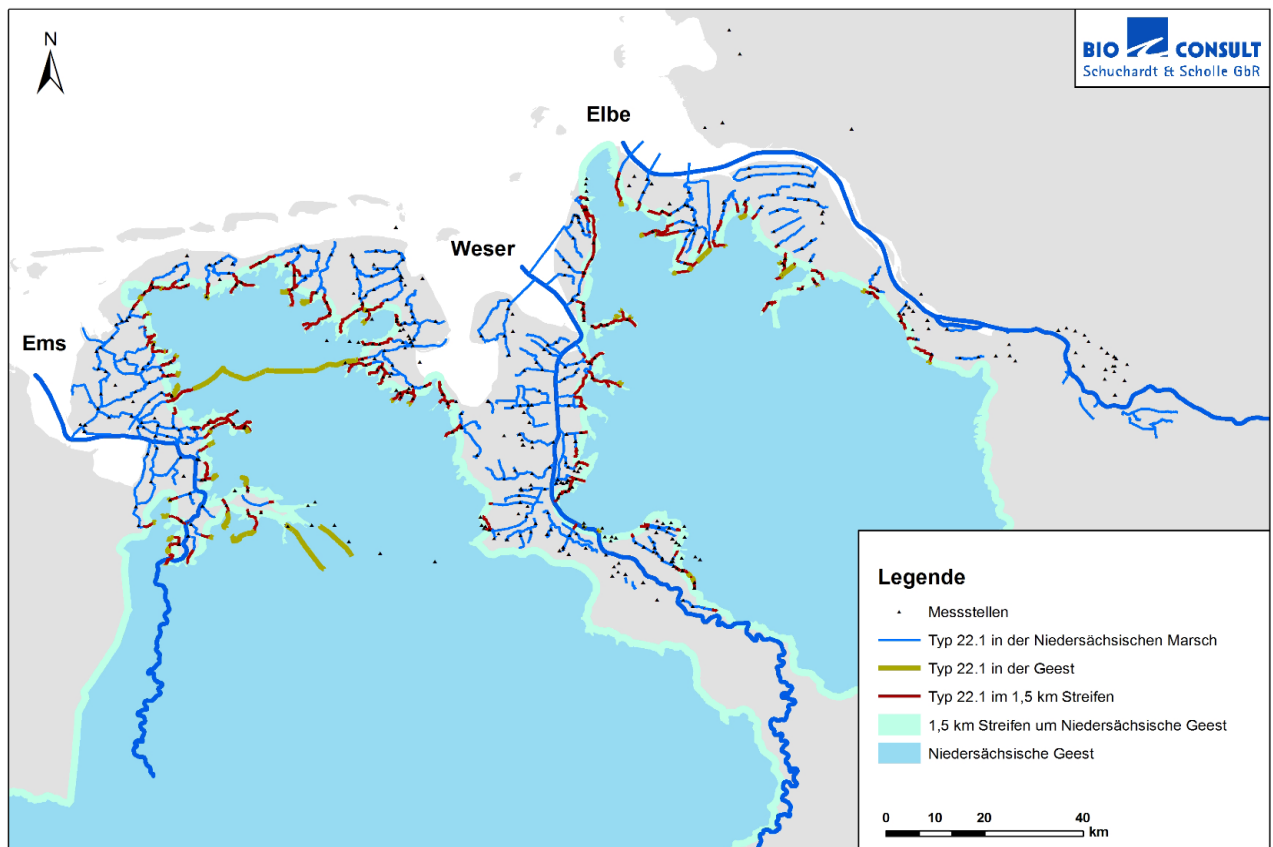 N
BIO CONSULT
Schuchardt & Scholle GbR
Elbe
Weser
Ems
Legende
Messstellen
Typ 22.1 in der Niedersächsischen Marsch
Typ 22.1 in der Geest
Typ 22.1 im 1,5 km Streifen
1,5 km Streifen um Niedersächsische Geest
Niedersächsische Geest
0 10 20 40
km